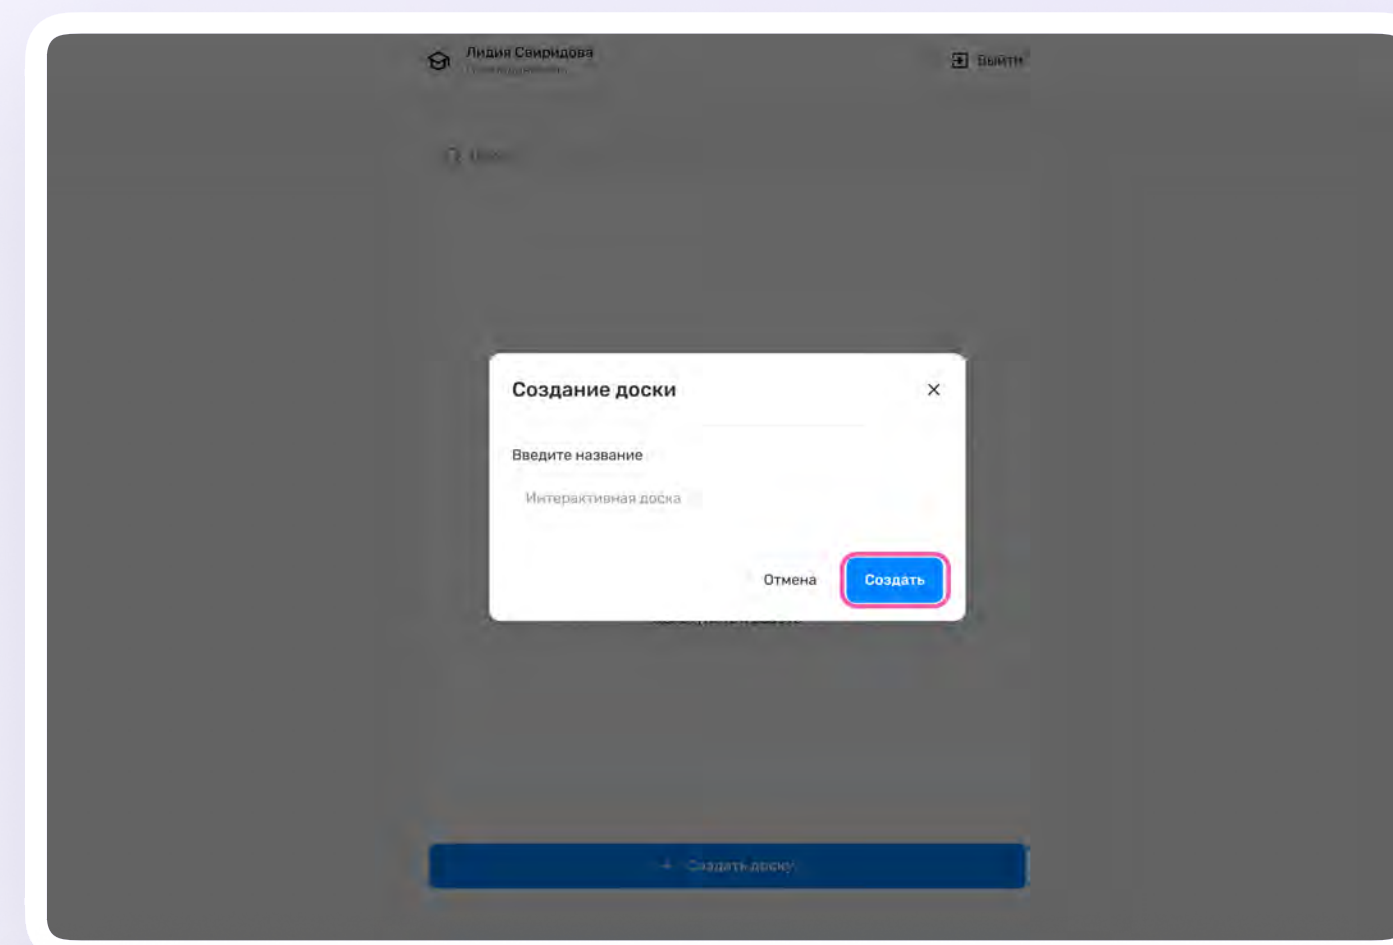 Лидия Свиридова
Выйти
Создание доски
Введите название
Интерактивная доска
Отмена
Создать
+ Создать доску